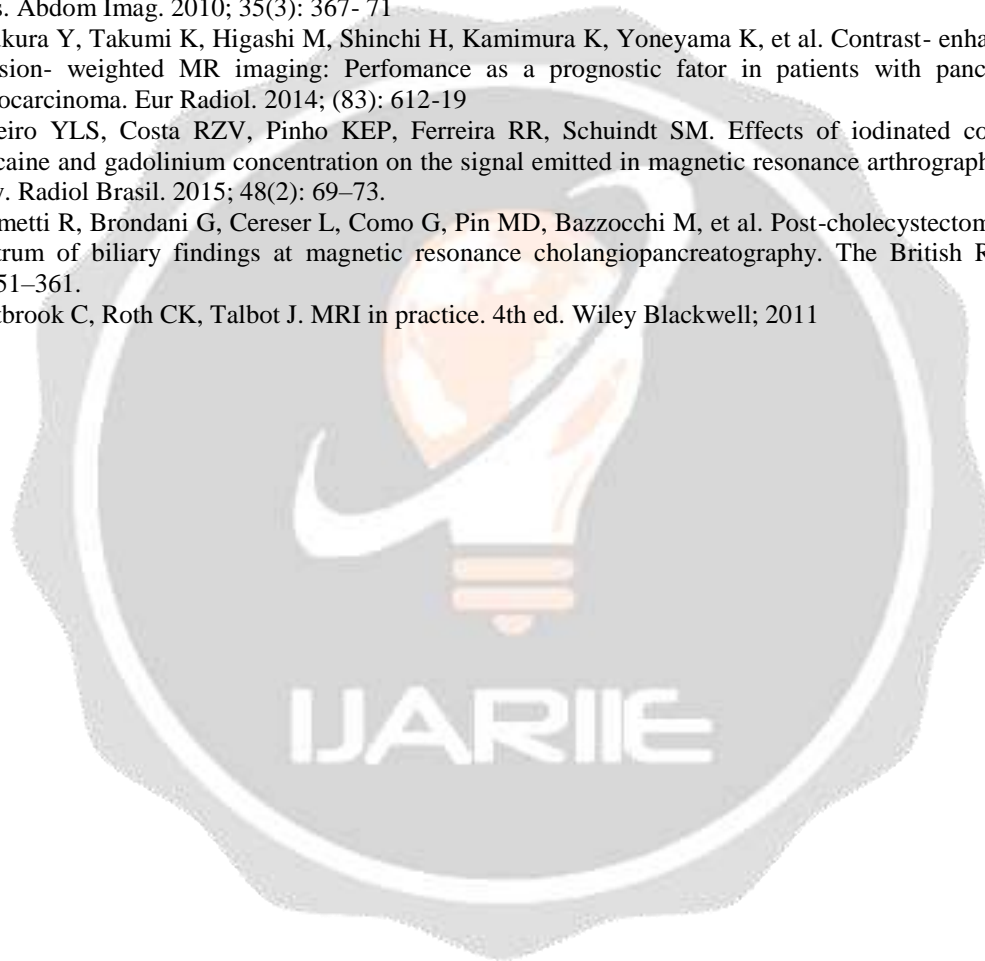 s. Abdom Imag. 2010; 35(3): 367- 71
kura Y, Takumi K, Higashi M, Shinchi H, Kamimura K, Yoneyama K, et al. Contrast- enha
sion- weighted MR imaging: Perfomance as a prognostic fator in patients with panc
ocarcinoma. Eur Radiol. 2014; (83): 612-19
eiro YLS, Costa RZV, Pinho KEP, Ferreira RR, Schuindt SM. Effects of iodinated co
caine and gadolinium concentration on the signal emitted in magnetic resonance arthrograph
. Radiol Brasil. 2015; 48(2): 69–73.
metti R, Brondani G, Cereser L, Como G, Pin MD, Bazzocchi M, et al. Post-cholecystectom
trum of biliary findings at magnetic resonance cholangiopancreatography. The British R
51–361.
tbrook C, Roth CK, Talbot J. MRI in practice. 4th ed. Wiley Blackwell; 2011
IJARIIE